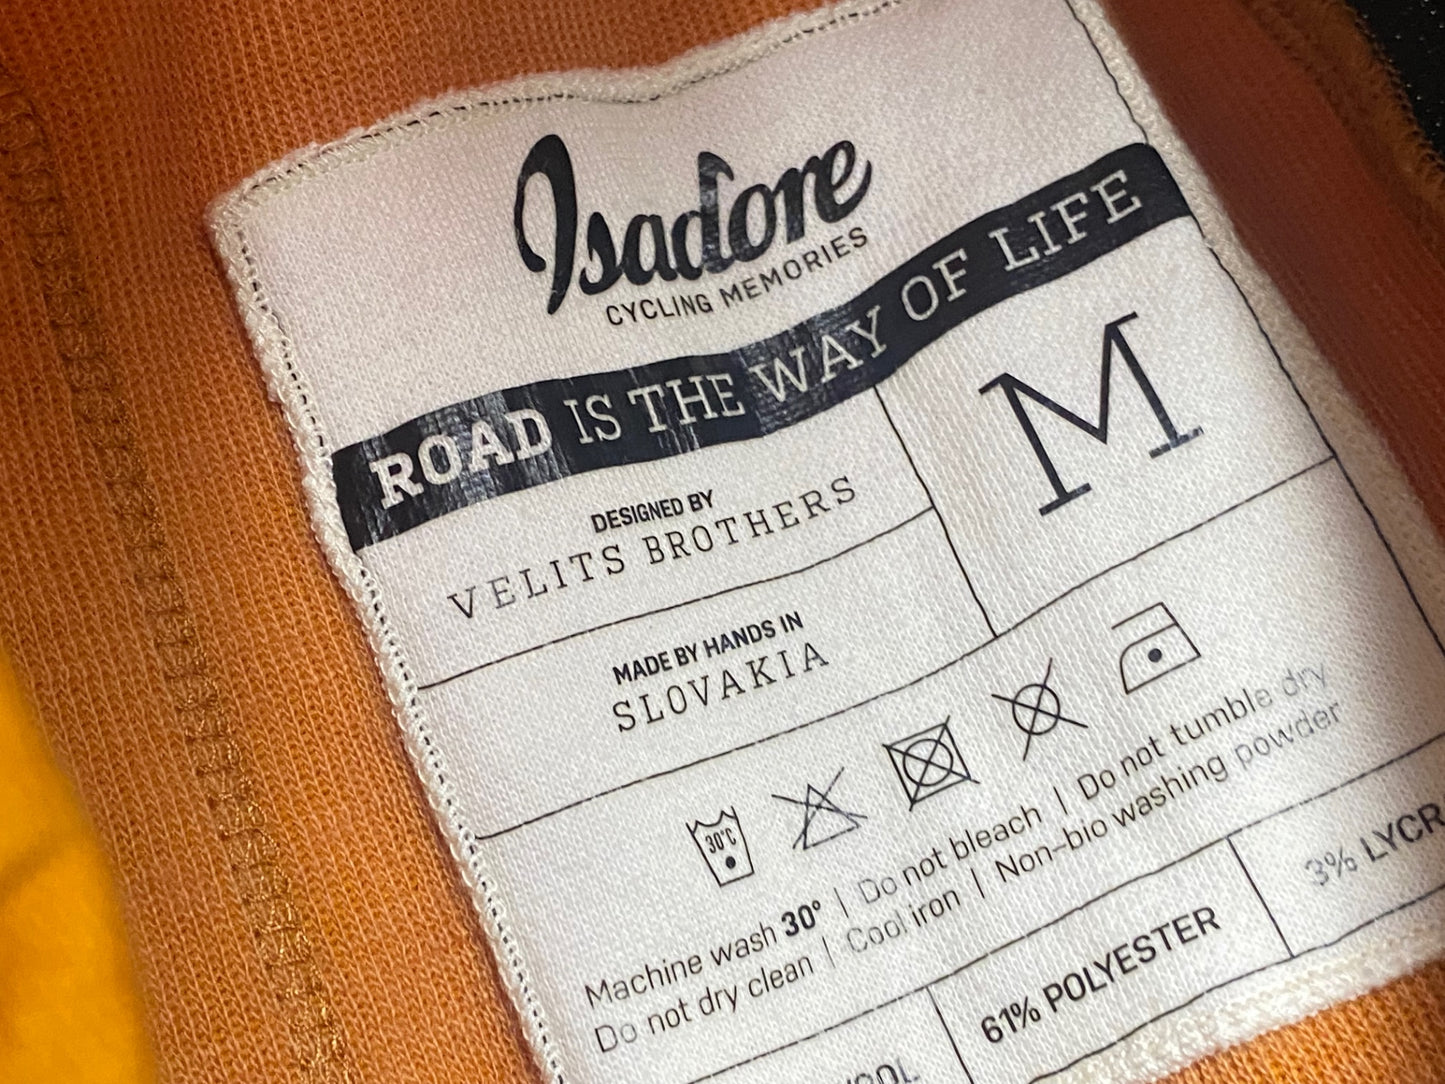 Isadore
CYCLING MEMORIES
ROAD IS THE WAY OF LIFE
DESIGNED BY
VELITS BROTHERS
M
MADE BY HANDS IN
SLOVAKIA
30°C
Machine wash 30° | Do not bleach | Do not tumble dry
Do not dry clean | Cool iron | Non-bio washing powder
61% POLYESTER
3% LYCR